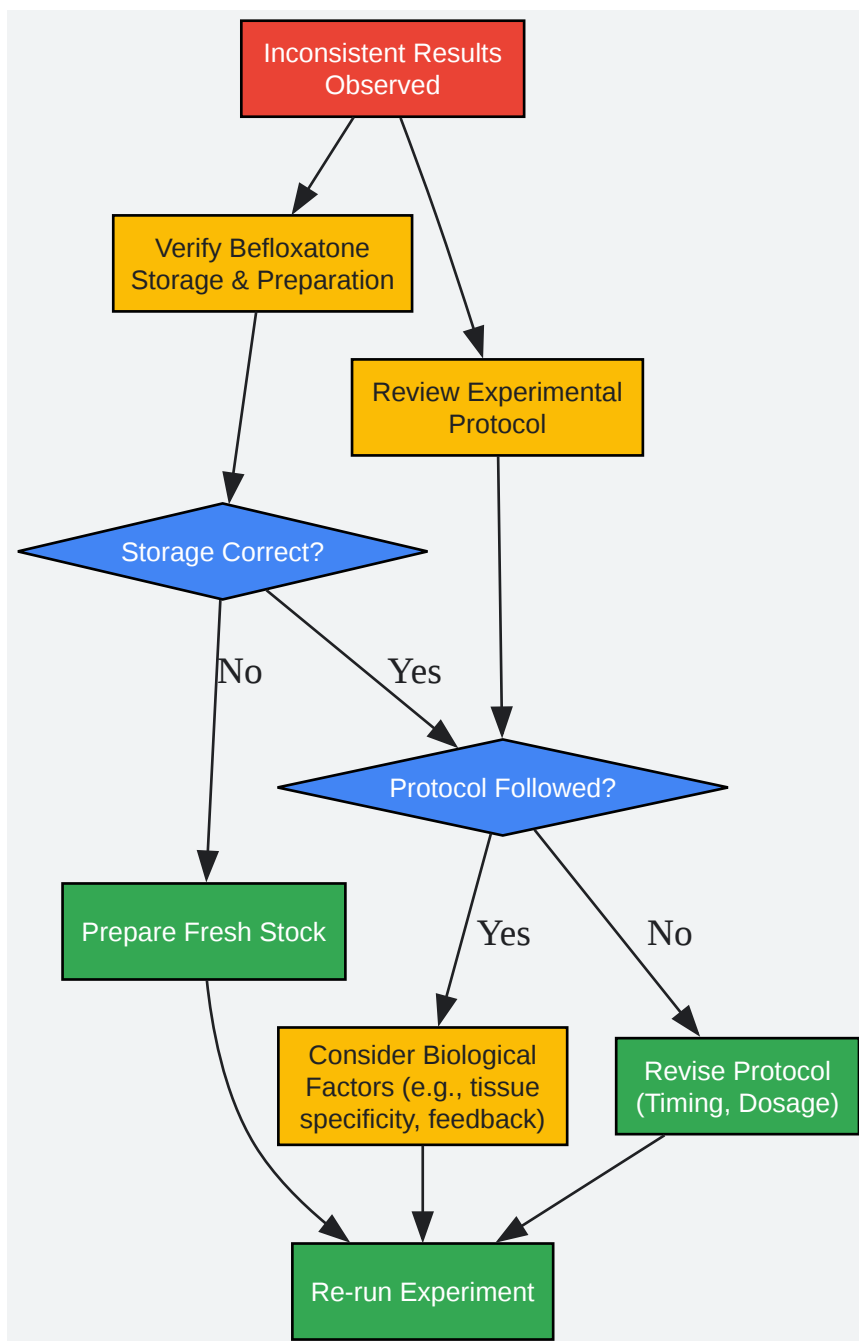 Inconsistent Results
Observed
Verify Befloxatone
Storage & Preparation
Review Experimental
Protocol
Storage Correct?
No
Yes
Protocol Followed?
Prepare Fresh Stock
Yes
No
Consider Biological
Factors (e.g., tissue
specificity, feedback)
Revise Protocol
(Timing, Dosage)
Re-run Experiment